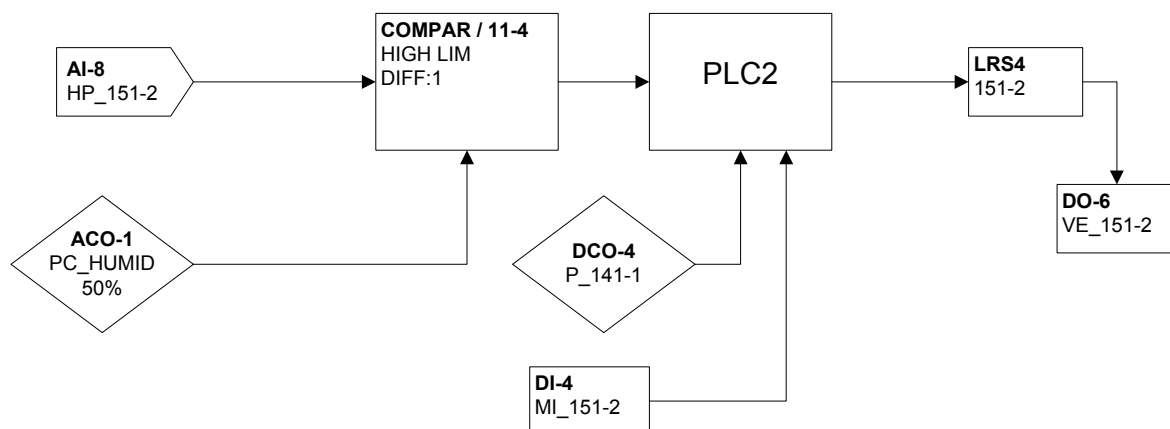 AI-8
HP_151-2
COMPAR / 11-4
HIGH LIM
DIFF:1
PLC2
LRS4
151-2
DO-6
VE_151-2
ACO-1
PC_HUMID
50%
DCO-4
P_141-1
DI-4
MI_151-2